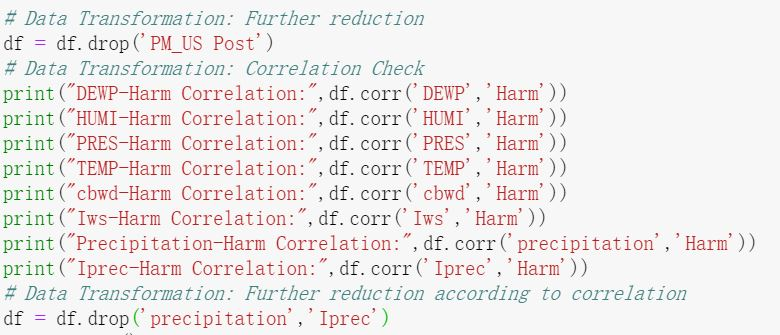 # Data Transformation: Further reduction
df = df.drop('PM_US Post')
# Data Transformation: Correlation Check
print("DEWP-Harm Correlation:",df.corr('DEWP','Harm'))
print("HUMI-Harm Correlation:",df.corr('HUMI','Harm'))
print("PRES-Harm Correlation:",df.corr('PRES','Harm'))
print("TEMP-Harm Correlation:",df.corr('TEMP','Harm'))
print("cbwd-Harm Correlation:",df.corr('cbwd','Harm'))
print("Iws-Harm Correlation:",df.corr('Iws','Harm'))
print("Precipitation-Harm Correlation:",df.corr('precipitation','Harm'))
print("Iprec-Harm Correlation:",df.corr('Iprec','Harm'))
# Data Transformation: Further reduction according to correlation
df = df.drop('precipitation','Iprec')